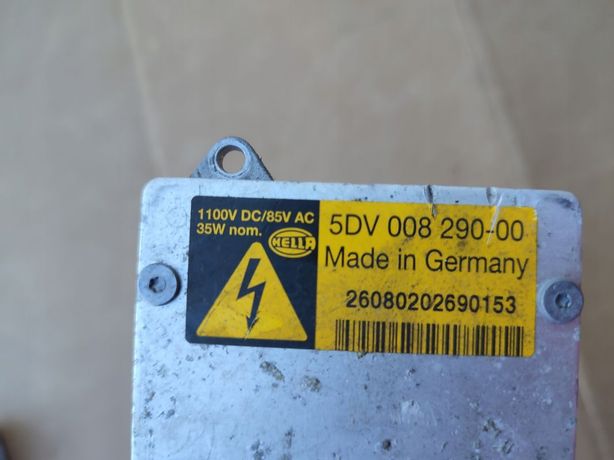 1100V DC/85V AC
35W nom.
HELLA
5DV 008 290-00
Made in Germany
26080202690153